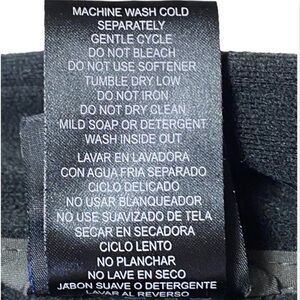 MACHINE WASH COLD
SEPARATELY
GENTLE CYCLE
DO NOT BLEACH
DO NOT USE SOFTENER
TUMBLE DRY LOW
DO NOT IRON
DO NOT DRY CLEAN
MILD SOAP OR DETERGENT
WASH INSIDE OUT
LAVAR EN LAVADORA
CON AGUA FRIA SEPARADO
CICLO DELICADO
NO USAR BLANQUEADOR
NO USE SUAVIZADO DE TELA
SECAR EN SECADORA
CICLO LENTO
NO PLANCHAR
NO LAVE EN SECO
JABON SUAVE O DETERGENTE
LAVAR AL REVERSO